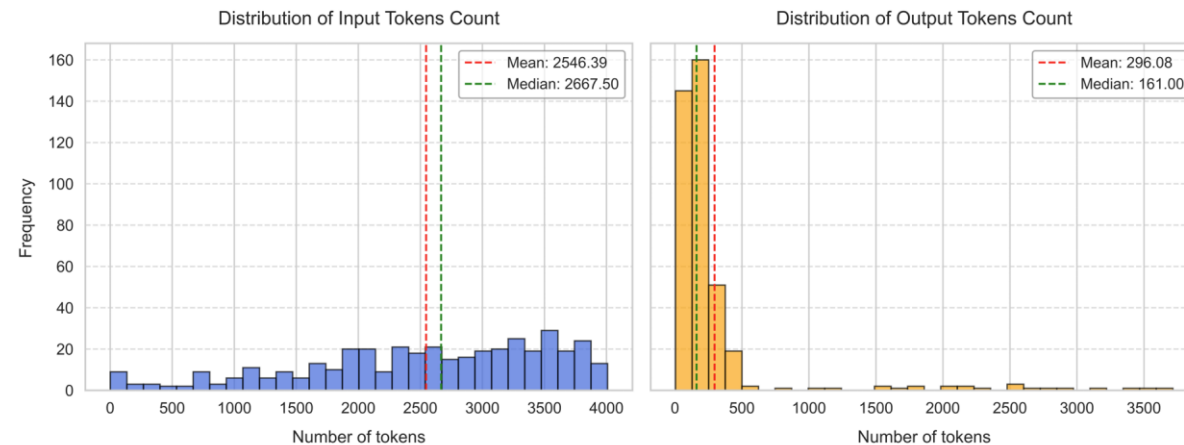 Distribution of Input Tokens Count
Mean: 2546.39
Median: 2667.50
Frequency
0
20
40
60
80
100
120
140
160
0 500 1000 1500 2000 2500 3000 3500 4000
Number of tokens
Distribution of Output Tokens Count
Mean: 296.08
Median: 161.00
0 500 1000 1500 2000 2500 3000 3500
Number of tokens